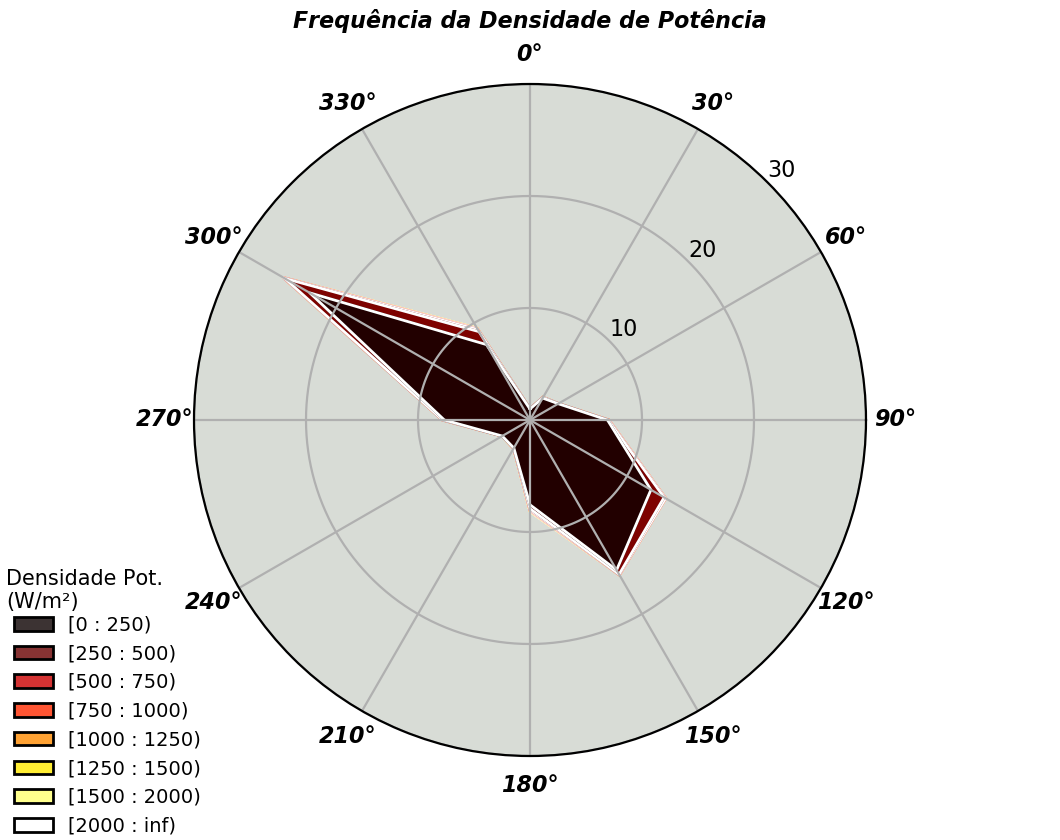 Frequência da Densidade de Potência
0°
330°
30°
30
300°
60°
20
10
270°
90°
240°
120°
210°
150°
180°
Densidade Pot.
(W/m²)
[0 : 250)
[250 : 500)
[500 : 750)
[750 : 1000)
[1000 : 1250)
[1250 : 1500)
[1500 : 2000)
[2000 : inf)